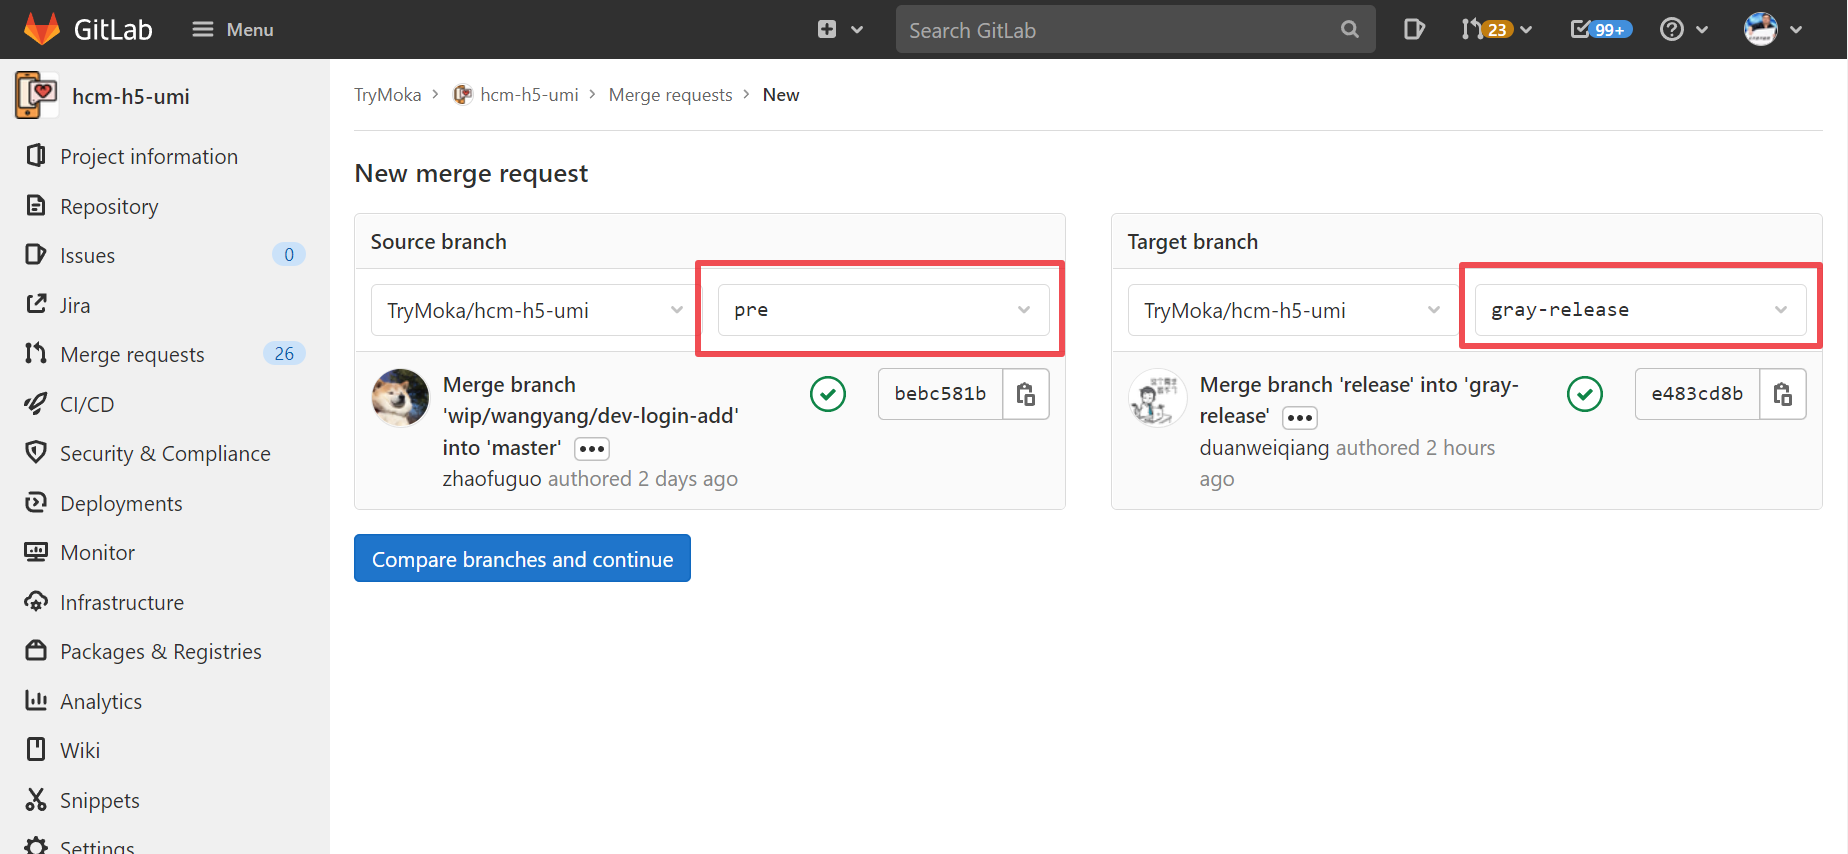 GitLab
Menu
Search GitLab
23
99+
hcm-h5-umi
Project information
Repository
Issues
0
Jira
Merge requests
26
CI/CD
Security & Compliance
Deployments
Monitor
Infrastructure
Packages & Registries
Analytics
Wiki
Snippets
Settings
TryMoka > hcm-h5-umi > Merge requests > New
New merge request
Source branch
TryMoka/hcm-h5-umi
pre
Merge branch
'wip/wangyang/dev-login-add'
into 'master'
zhaofuguo authored 2 days ago
bebc581b
Target branch
TryMoka/hcm-h5-umi
gray-release
Merge branch 'release' into 'gray-
release'
duanweiqiang authored 2 hours
ago
e483cd8b
Compare branches and continue